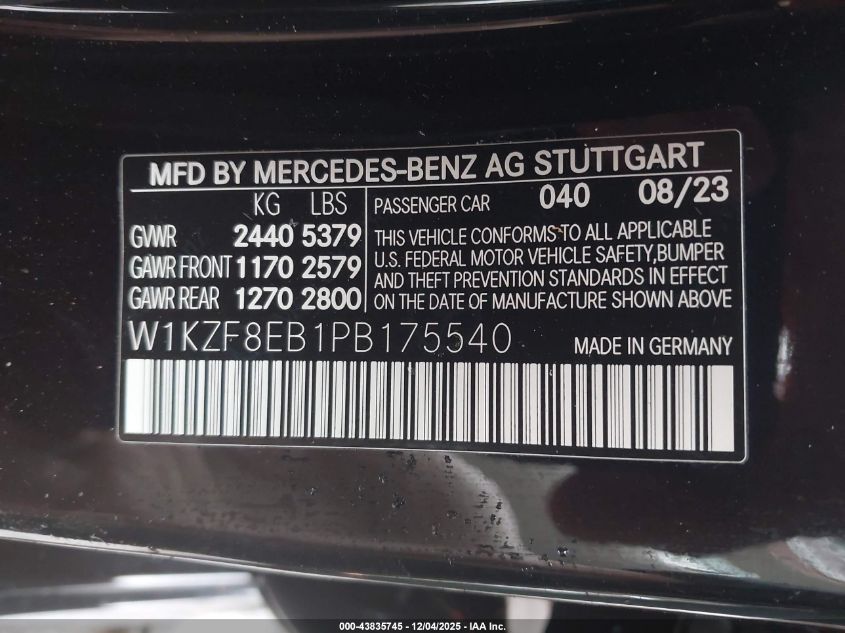 MFD BY MERCEDES-BENZ AG STUTTGART
KG LBS
GVWR 2440 5379
GAWR FRONT 1170 2579
GAWR REAR 1270 2800
PASSENGER CAR 040 08/23
THIS VEHICLE CONFORMS TO ALL APPLICABLE
U.S. FEDERAL MOTOR VEHICLE SAFETY,BUMPER
AND THEFT PREVENTION STANDARDS IN EFFECT
ON THE DATE OF MANUFACTURE SHOWN ABOVE
W1KZF8EB1PB175540 MADE IN GERMANY
000-43835745 - 12/04/2025 - IAA Inc.